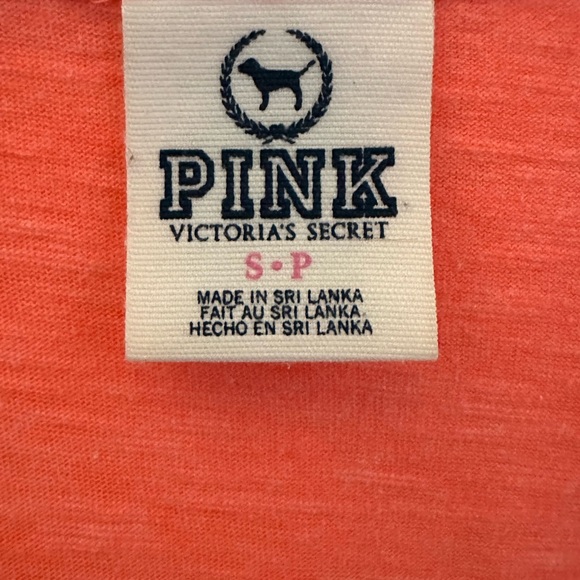 PINK
VICTORIA'S SECRET
S•P
MADE IN SRI LANKA
FAIT AU SRI LANKA
HECHO EN SRI LANKA